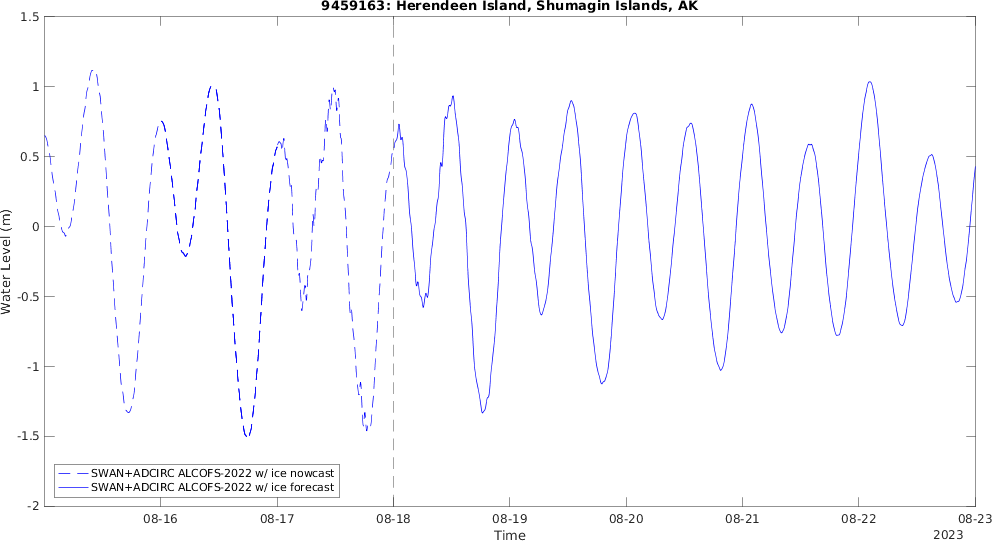 9459163: Herendeen Island, Shumagin Islands, AK
1.5
1
0.5
0
-0.5
-1
-1.5
-2
Water Level (m)
SWAN+ADCIRC ALCOFS-2022 w/ ice nowcast
SWAN+ADCIRC ALCOFS-2022 w/ ice forecast
08-16 08-17 08-18 08-19 08-20 08-21 08-22 08-23
Time
2023